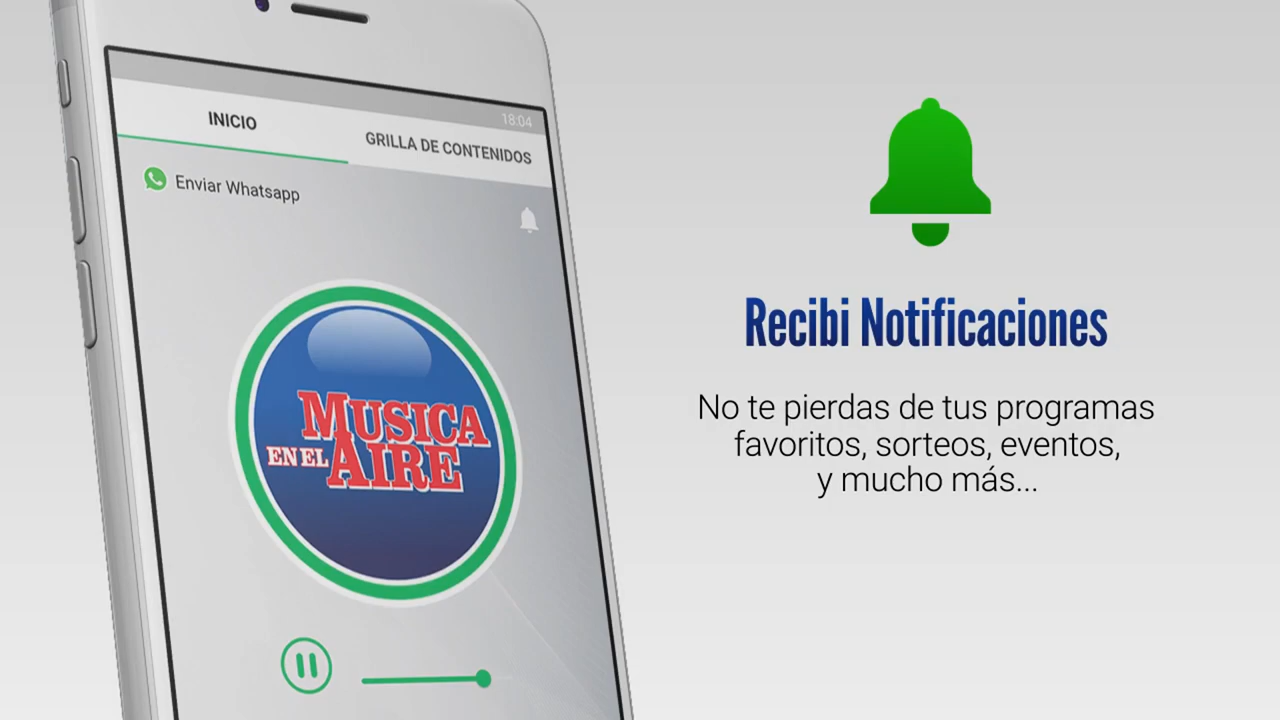 18:04
INICIO
GRILLA DE CONTENIDOS
Enviar Whatsapp
MUSICA
EN EL AIRE
Recibi Notificaciones
No te pierdas de tus programas
favoritos, sorteos, eventos,
y mucho más...